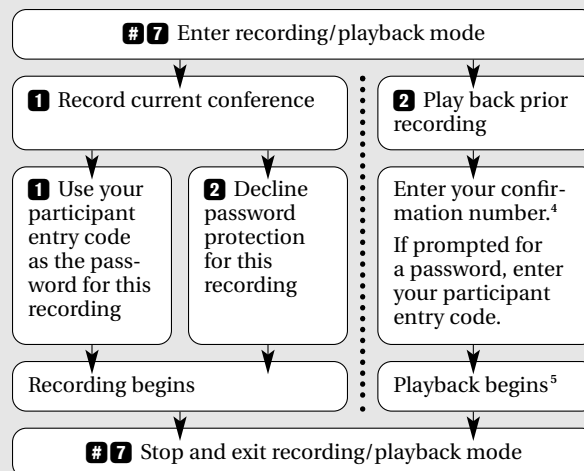 #7 Enter recording/playback mode
1 Record current conference
2 Play back prior
recording
1 Use your
participant
entry code
as the pass-
word for this
recording
2 Decline
password
protection
for this
recording
Enter your confir-
mation number.⁴
If prompted for
a password, enter
your participant
entry code.
Recording begins
Playback begins⁵
#7 Stop and exit recording/playback mode